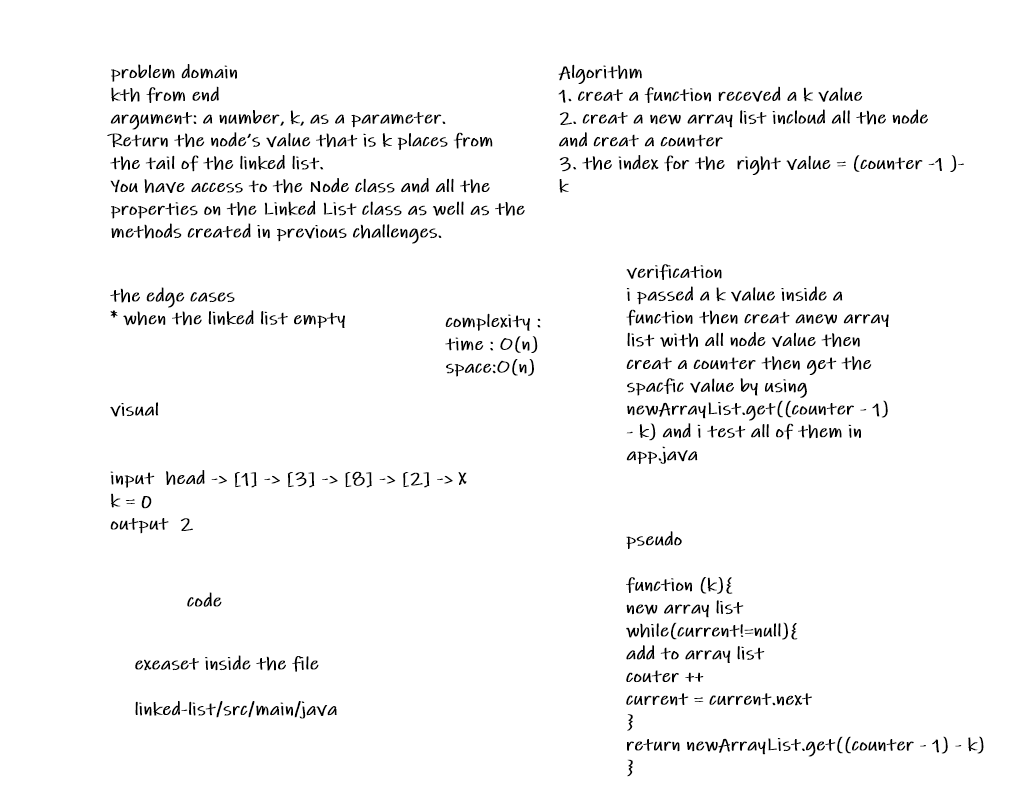 problem domain
kth from end
argument: a number, k, as a parameter.
Return the node's value that is k places from
the tail of the linked list.
You have access to the Node class and all the
properties on the Linked List class as well as the
methods created in previous challenges.
the edge cases
* when the linked list empty
complexity :
time : O(n)
space:O(n)
visual
input head -> [1] -> [3] -> [8] -> [2] -> X
k = 0
output 2
code
exeaset inside the file
linked-list/src/main/java
Algorithm
1. creat a function receved a k value
2. creat a new array list incloud all the node
and creat a counter
3. the index for the right value = (counter -1 )-
k
verification
i passed a k value inside a
function then creat anew array
list with all node value then
creat a counter then get the
spacfic value by using
newArrayList.get((counter - 1)
- k) and i test all of them in
app.java
pseudo
function (k){
new array list
while(current!=null){
add to array list
couter ++
current = current.next
}
return newArrayList.get((counter - 1) - k)
}